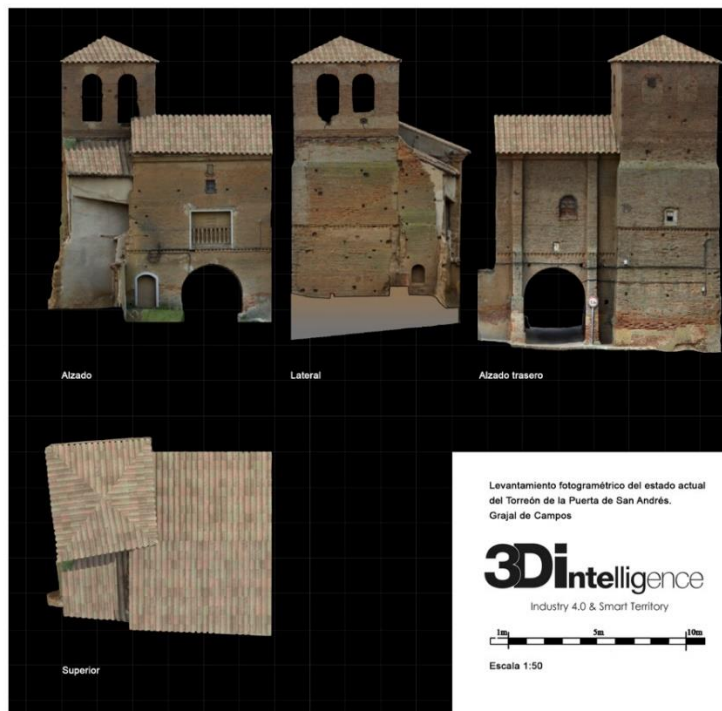 Alzado
Lateral
Alzado trasero
Superior
Levantamiento fotogramétrico del estado actual
del Torreón de la Puerta de San Andrés.
Grajal de Campos
3Dintelligence
Industry 4.0 & Smart Territory
1m 5m 10m
Escala 1:50